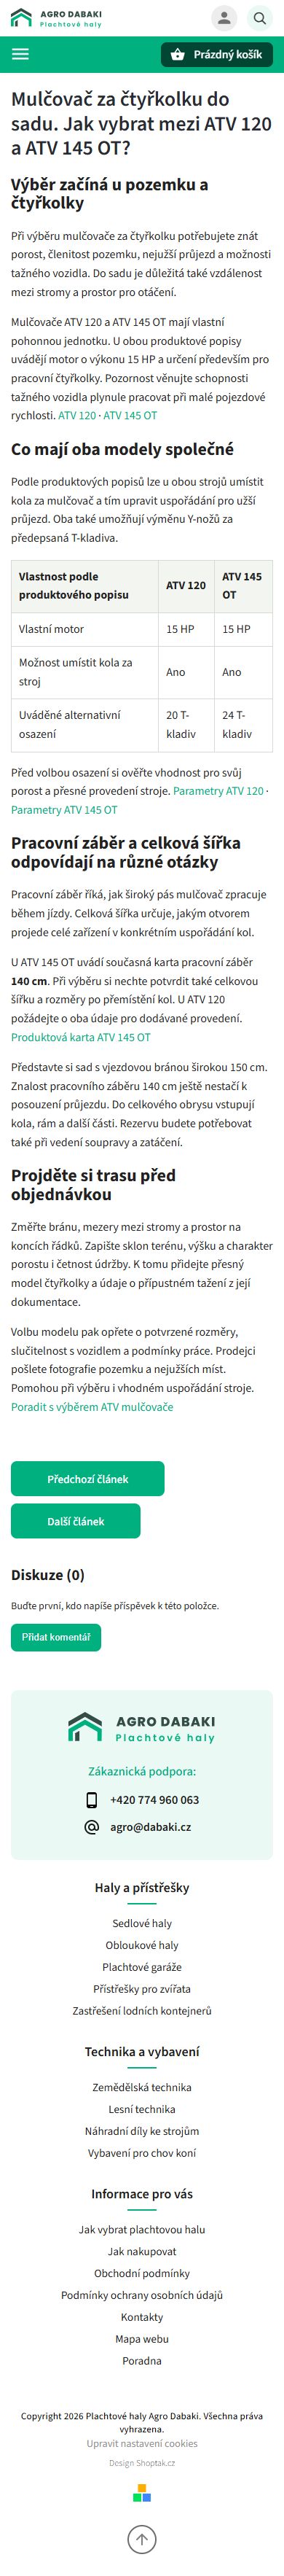 AGRO DABAKI
Plachtové haly
Prázdný košík
Mulčovač za čtyřkolku do
sadu. Jak vybrat mezi ATV 120
a ATV 145 OT?
Výběr začíná u pozemku a
čtyřkolky
Při výběru mulčovače za čtyřkolku potřebujete znát
porost, členitost pozemku, nejužší průjezd a možnosti
tažného vozidla. Do sadu je důležitá také vzdálenost
mezi stromy a prostor pro otáčení.
Mulčovače ATV 120 a ATV 145 OT mají vlastní
pohonnou jednotku. U obou produktové popisy
uvádějí motor o výkonu 15 HP a určení především pro
pracovní čtyřkolky. Pozornost věnujte schopnosti
tažného vozidla plynule pracovat při malé pojezdové
rychlosti. ATV 120 · ATV 145 OT
Co mají oba modely společné
Podle produktových popisů lze u obou strojů umístit
kola za mulčovač a tím upravit uspořádání pro užší
průjezd. Oba také umožňují výměnu Y-nožů za
předepsaná T-kladiva.
Vlastnost podle
produktového popisu
ATV 120
ATV 145
OT
Vlastní motor
15 HP
15 HP
Možnost umístit kola za
stroj
Ano
Ano
Uváděné alternativní
osazení
20 T-
kladiv
24 T-
kladiv
Před volbou osazení si ověřte vhodnost pro svůj
porost a přesné provedení stroje. Parametry ATV 120 ·
Parametry ATV 145 OT
Pracovní záběr a celková šířka
odpovídají na různé otázky
Pracovní záběr říká, jak široký pás mulčovač zpracuje
během jízdy. Celková šířka určuje, jakým otvorem
projede celé zařízení v konkrétním uspořádání kol.
U ATV 145 OT uvádí současná karta pracovní záběr
140 cm. Při výběru si nechte potvrdit také celkovou
šířku a rozměry po přemístění kol. U ATV 120
požádejte o oba údaje pro dodávané provedení.
Produktová karta ATV 145 OT
Představte si sad s vjezdovou bránou širokou 150 cm.
Znalost pracovního záběru 140 cm ještě nestačí k
posouzení průjezdu. Do celkového obrysu vstupují
kola, rám a další části. Rezervu budete potřebovat
také při vedení soupravy a zatáčení.
Projděte si trasu před
objednávkou
Změřte bránu, mezery mezi stromy a prostor na
koncích řádků. Zapište sklon terénu, výšku a charakter
porostu i četnost údržby. K tomu přidejte přesný
model čtyřkolky a údaje o přípustném tažení z její
dokumentace.
Volbu modelu pak opřete o potvrzené rozměry,
slučitelnost s vozidlem a podmínky práce. Prodejci
pošlete fotografie pozemku a nejužších míst.
Pomohou při výběru i vhodném uspořádání stroje.
Poradit s výběrem ATV mulčovače
Předchozí článek
Další článek
Diskuze (0)
Buďte první, kdo napíše příspěvek k této položce.
Přidat komentář
AGRO DABAKI
Plachtové haly
Zákaznická podpora:
+420 774 960 063
agro@dabaki.cz
Haly a přístřešky
Sedlové haly
Obloukové haly
Plachtové garáže
Přístřešky pro zvířata
Zastřešení lodních kontejnerů
Technika a vybavení
Zemědělská technika
Lesní technika
Náhradní díly ke strojům
Vybavení pro chov koní
Informace pro vás
Jak vybrat plachtovou halu
Jak nakupovat
Obchodní podmínky
Podmínky ochrany osobních údajů
Kontakty
Mapa webu
Poradna
Copyright 2026 Plachtové haly Agro Dabaki. Všechna práva
vyhrazena.
Upravit nastavení cookies
Design Shoptak.cz